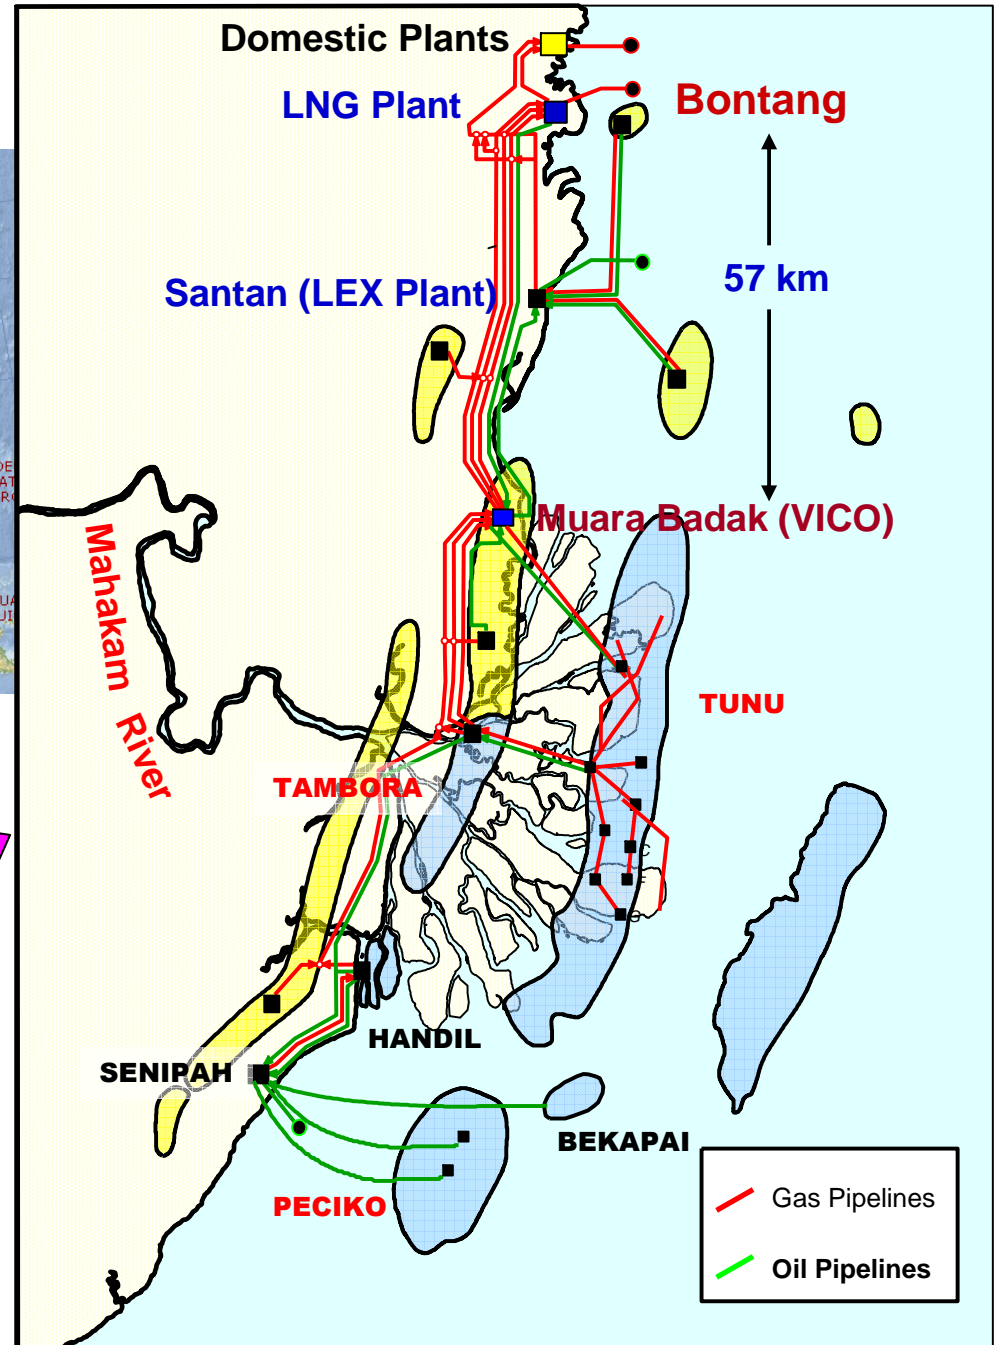 Domestic Plants
LNG Plant
Bontang
57 km
Santan (LEX Plant)
Muara Badak (VICO)
Mahakam River
TUNU
TAMBORA
HANDIL
SENIPAH
BEKAPAI
PECIKO
Gas Pipelines
Oil Pipelines